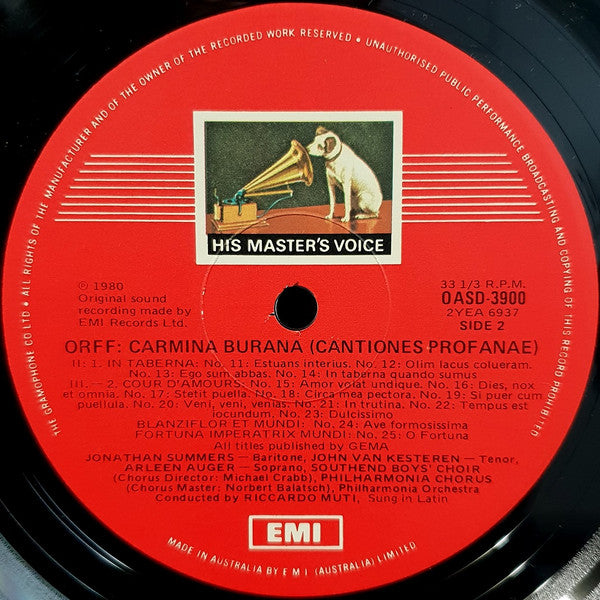 THE GRAMOPHONE CO LTD • ALL RIGHTS OF THE MANUFACTURER AND OF THE OWNER OF THE RECORDED WORK RESERVED • UNAUTHORISED PUBLIC PERFORMANCE BROADCASTING AND COPYING OF THIS RECORD PROHIBITED
HIS MASTER'S VOICE
℗ 1980
Original sound
recording made by
EMI Records Ltd.
33 1/3 R.P.M.
OASD-3900
2YEA 6937
SIDE 2
ORFF: CARMINA BURANA (CANTIONES PROFANAE)
II: 1. IN TABERNA: No. 11: Estuans interius. No. 12: Olim lacus colueram.
No. 13: Ego sum abbas. No. 14: In taberna quando sumus
III.— 2. COUR D'AMOURS: No. 15: Amor volat undique. No. 16: Dies, nox
et omnia. No. 17: Stetit puella. No. 18: Circa mea pectora. No. 19: Si puer cum
puellula. No. 20: Veni, veni, venias. No. 21: In trutina. No. 22: Tempus est
iocundum. No. 23: Dulcissimo
BLANZIFLOR ET MUNDI: No. 24: Ave formosissima
FORTUNA IMPERATRIX MUNDI: No. 25: O Fortuna
All titles published by GEMA
JONATHAN SUMMERS — Baritone, JOHN VAN KESTEREN — Tenor,
ARLEEN AUGER — Soprano, SOUTHEND BOYS' CHOIR
(Chorus Director: Michael Crabb), PHILHARMONIA CHORUS
(Chorus Master: Norbert Balatsch), Philharmonia Orchestra
Conducted by RICCARDO MUTI, Sung in Latin
EMI
MADE IN AUSTRALIA BY E M I (AUSTRALIA) LIMITED